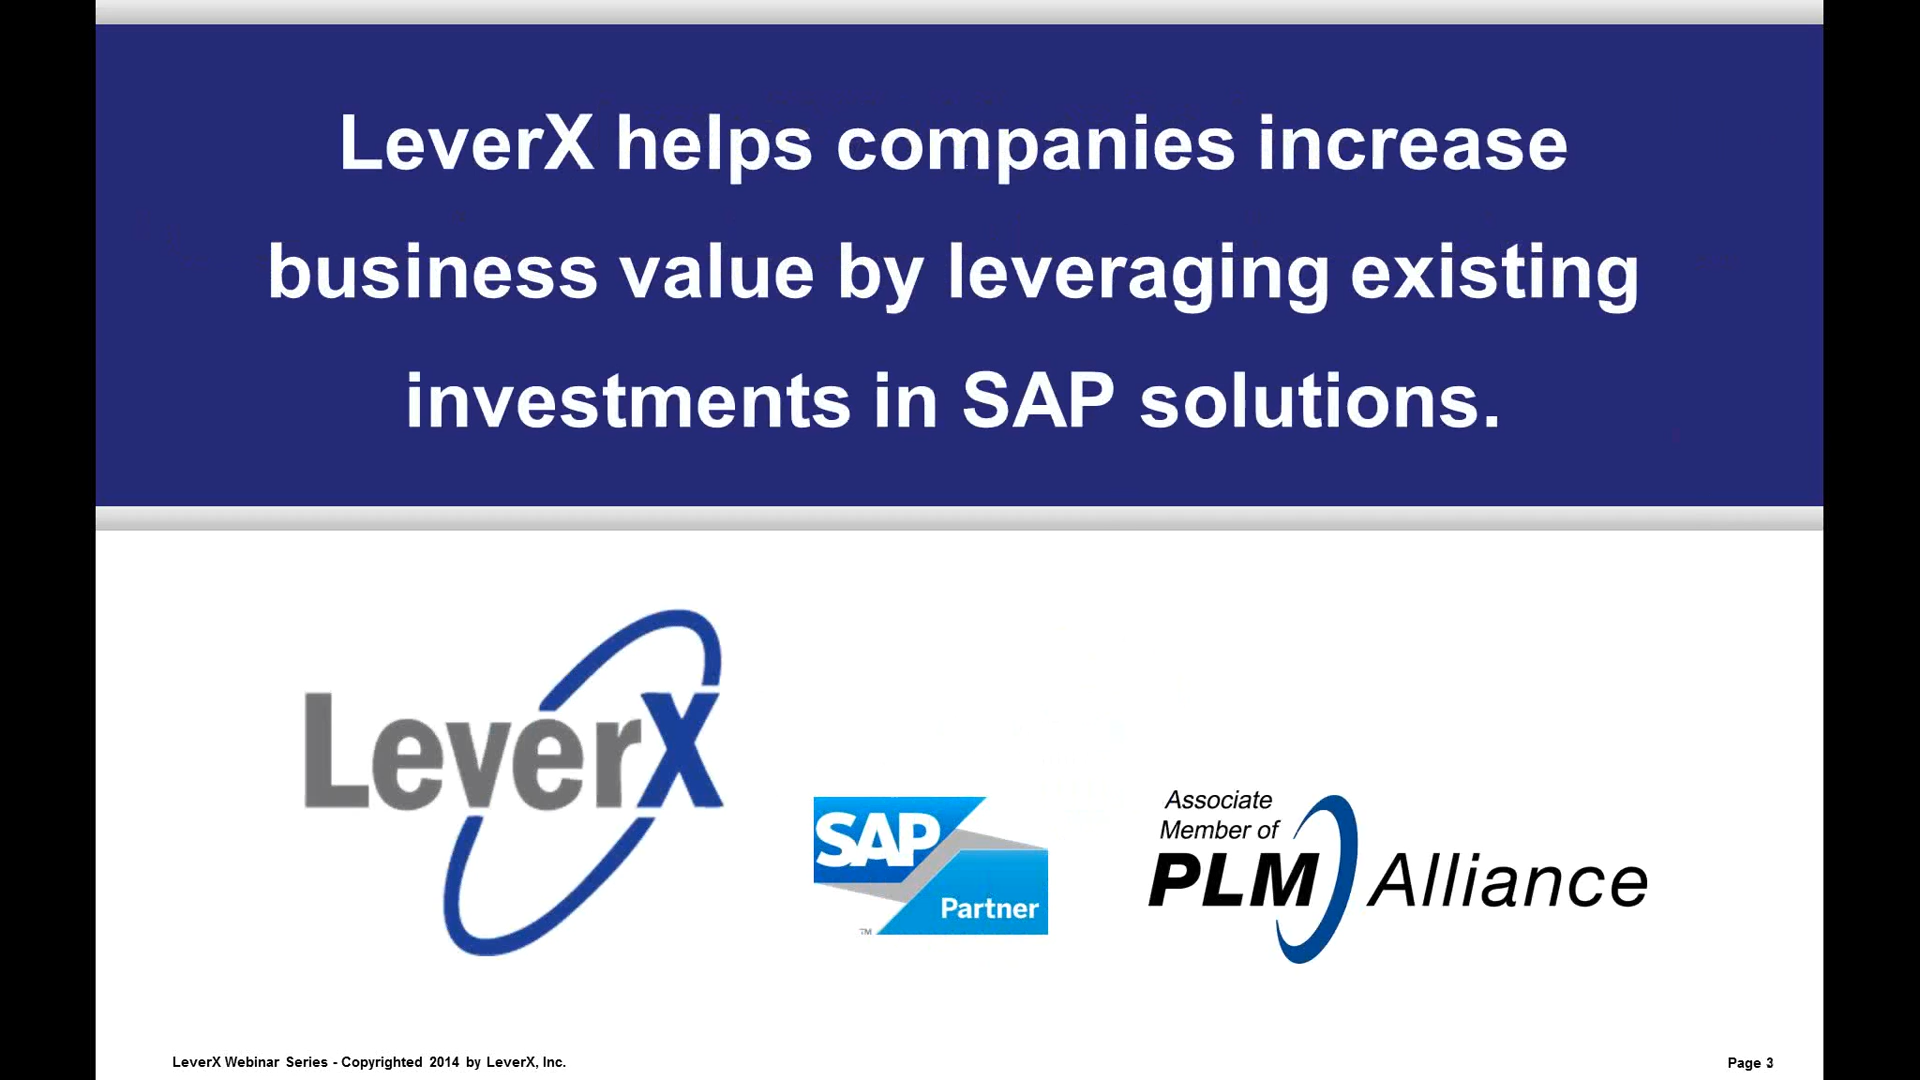 LeverX helps companies increase
business value by leveraging existing
investments in SAP solutions.
LeverX
SAP
Partner
TM
Associate
Member of
PLM Alliance
LeverX Webinar Series - Copyrighted 2014 by LeverX, Inc.
Page 3